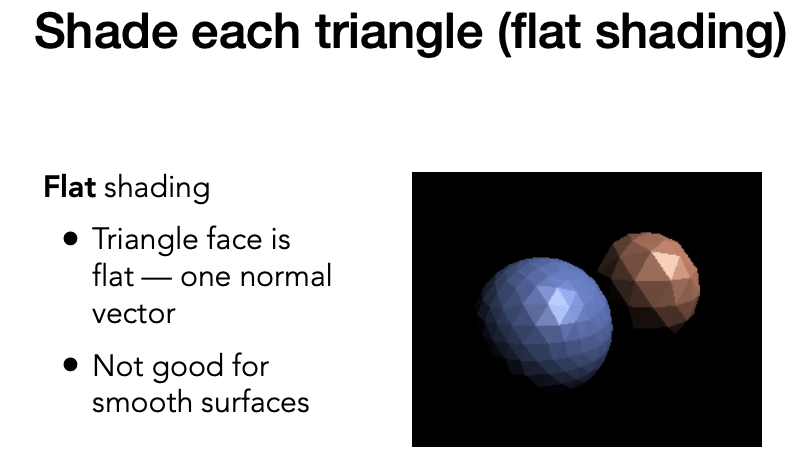 Shade each triangle (flat shading)
Flat shading
● Triangle face is
flat — one normal
vector
● Not good for
smooth surfaces